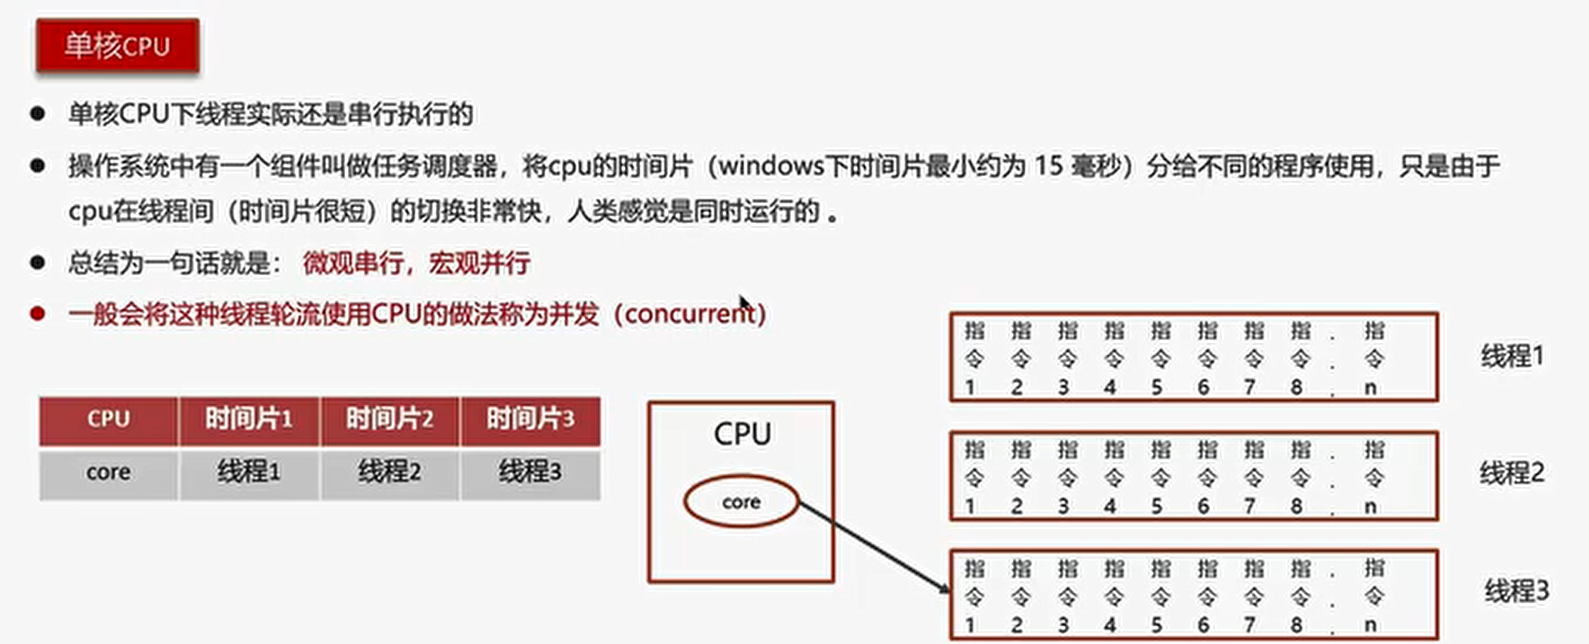 单核CPU
单核CPU下线程实际还是串行执行的
操作系统中有一个组件叫做任务调度器，将cpu的时间片（windows下时间片最小约为 15 毫秒）分给不同的程序使用，只是由于
cpu在线程间（时间片很短）的切换非常快，人类感觉是同时运行的 。
总结为一句话就是： 微观串行，宏观并行
一般会将这种线程轮流使用CPU的做法称为并发（concurrent）
CPU 时间片1 时间片2 时间片3
core 线程1 线程2 线程3
CPU
core
指 指 指 指 指 指 指 指 . 指
令 令 令 令 令 令 令 令 . 令
1 2 3 4 5 6 7 8 . n
线程1
指 指 指 指 指 指 指 指 . 指
令 令 令 令 令 令 令 令 . 令
1 2 3 4 5 6 7 8 . n
线程2
指 指 指 指 指 指 指 指 . 指
令 令 令 令 令 令 令 令 . 令
1 2 3 4 5 6 7 8 . n
线程3